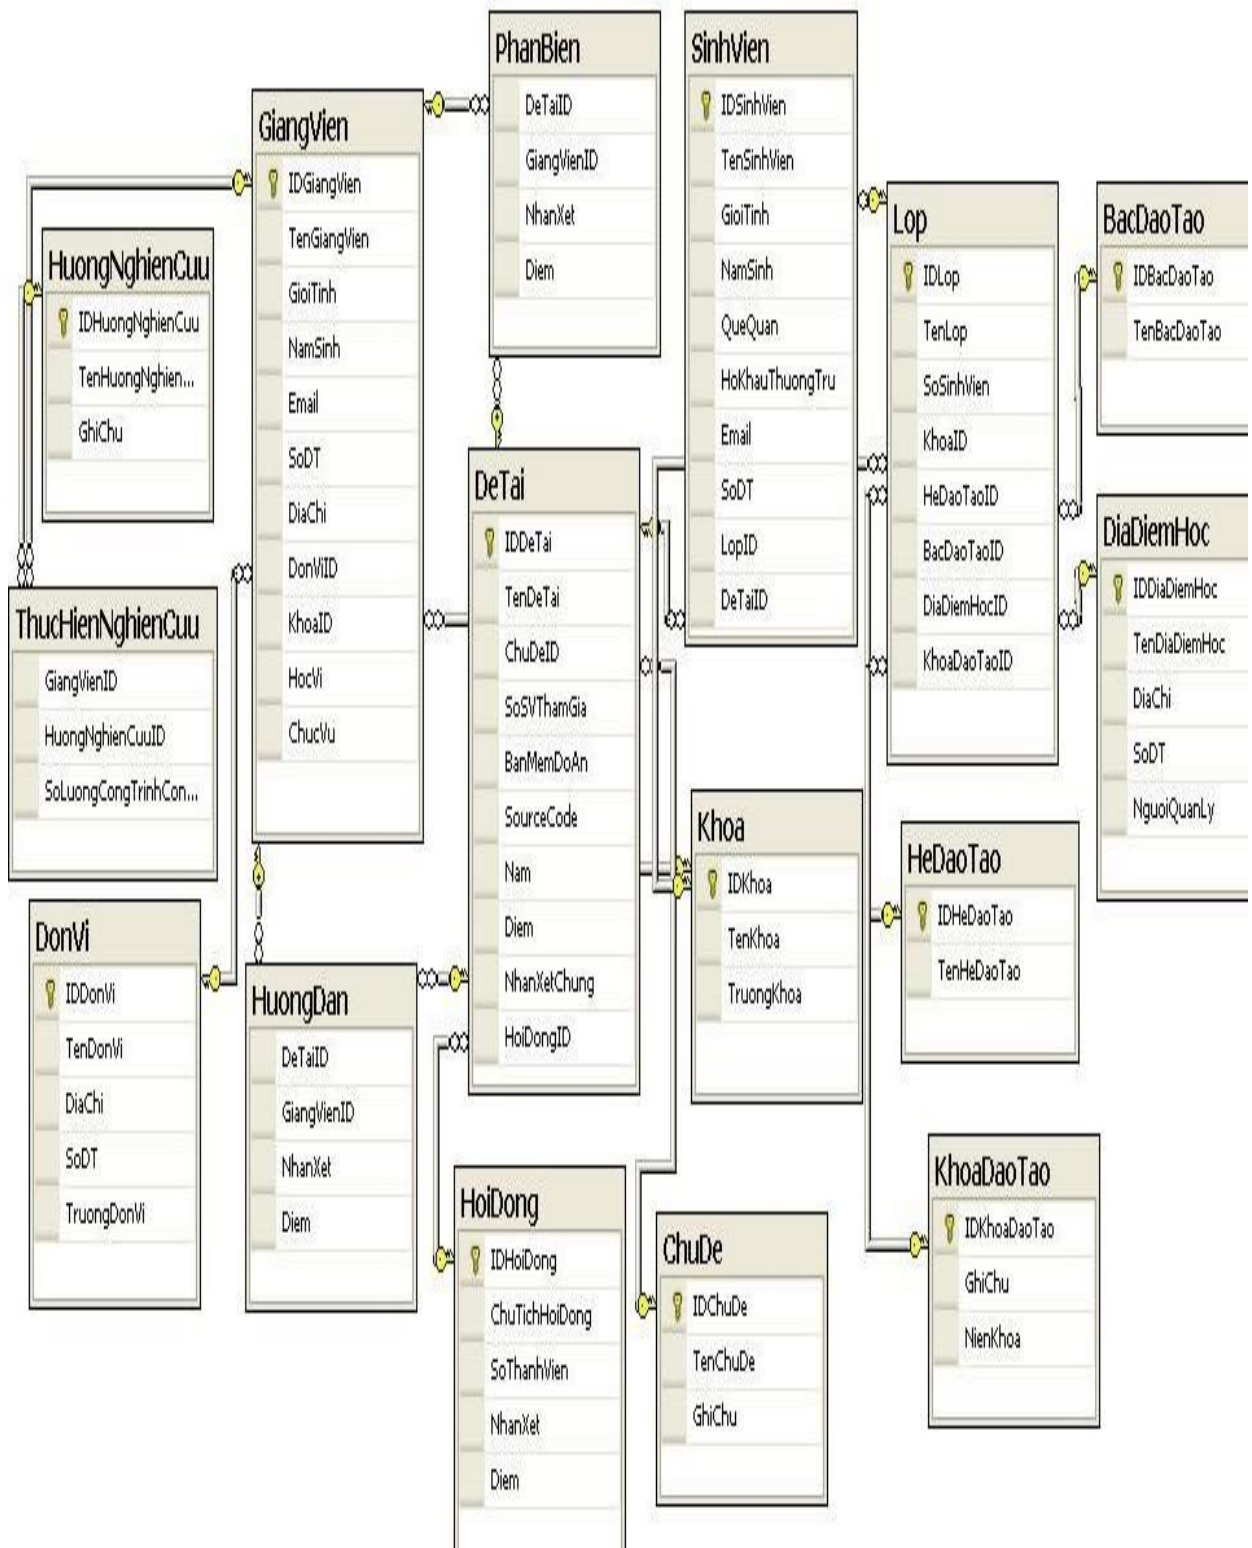 PhanBien
DeTaiID
GiangVienID
NhanXet
Diem
SinhVien
IDSinhVien
TenSinhVien
GioiTinh
NamSinh
QueQuan
HoKhauThuongTru
Email
SoDT
LopID
DeTaiID
GiangVien
IDGiangVien
TenGiangVien
GioiTinh
NamSinh
Email
SoDT
DiaChi
DonViID
KhoaID
HocVi
ChucVu
Lop
IDLop
TenLop
SoSinhVien
KhoaID
HeDaoTaoID
BacDaoTaoID
DiaDiemHocID
KhoaDaoTaoID
BacDaoTao
IDBacDaoTao
TenBacDaoTao
HuongNghienCuu
IDHuongNghienCuu
TenHuongNghien...
GhiChu
DeTai
IDDeTai
TenDeTai
ChuDeID
SoSVThamGia
BanMemDoAn
SourceCode
Nam
Diem
NhanXetChung
HoiDongID
DiaDiemHoc
IDDiaDiemHoc
TenDiaDiemHoc
DiaChi
SoDT
NguoiQuanLy
ThucHienNghienCuu
GiangVienID
HuongNghienCuuID
SoLuongCongTrinhCon...
Khoa
IDKhoa
TenKhoa
TruongKhoa
HeDaoTao
IDHeDaoTao
TenHeDaoTao
DonVi
IDDonVi
TenDonVi
DiaChi
SoDT
TruongDonVi
HuongDan
DeTaiID
GiangVienID
NhanXet
Diem
KhoaDaoTao
IDKhoaDaoTao
GhiChu
NienKhoa
HoiDong
IDHoiDong
ChuTichHoiDong
SoThanhVien
NhanXet
Diem
ChuDe
IDChuDe
TenChuDe
GhiChu